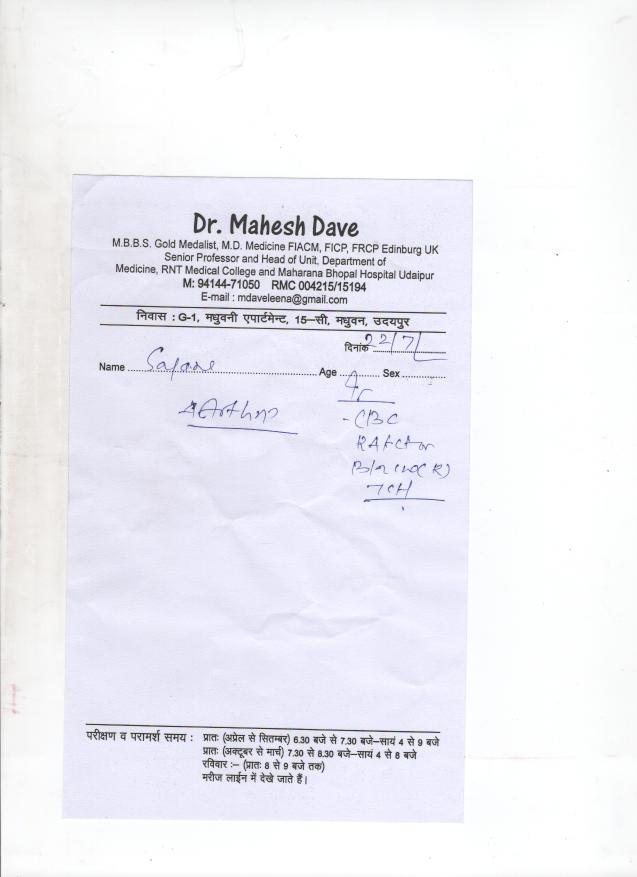 Dr. Mahesh Dave
M.B.B.S. Gold Medalist, M.D. Medicine FIACM, FICP, FRCP Edinburg UK
Senior Professor and Head of Unit, Department of
Medicine, RNT Medical College and Maharana Bhopal Hospital Udaipur
M: 94144-71050 RMC 004215/15194
E-mail : mdaveleena@gmail.com
निवास : G-1, मधुवनी एपार्टमेन्ट, 15–सी, मधुवन, उदयपुर
दिनांक 22/7/
Name ........ Age ........ Sex ........
- CBC
परीक्षण व परामर्श समय : प्रातः (अप्रेल से सितम्बर) 6.30 बजे से 7.30 बजे–सायं 4 से 9 बजे
प्रातः (अक्टूबर से मार्च) 7.30 से 8.30 बजे–सायं 4 से 8 बजे
रविवार :– (प्रातः 8 से 9 बजे तक)
मरीज लाईन में देखे जाते हैं।